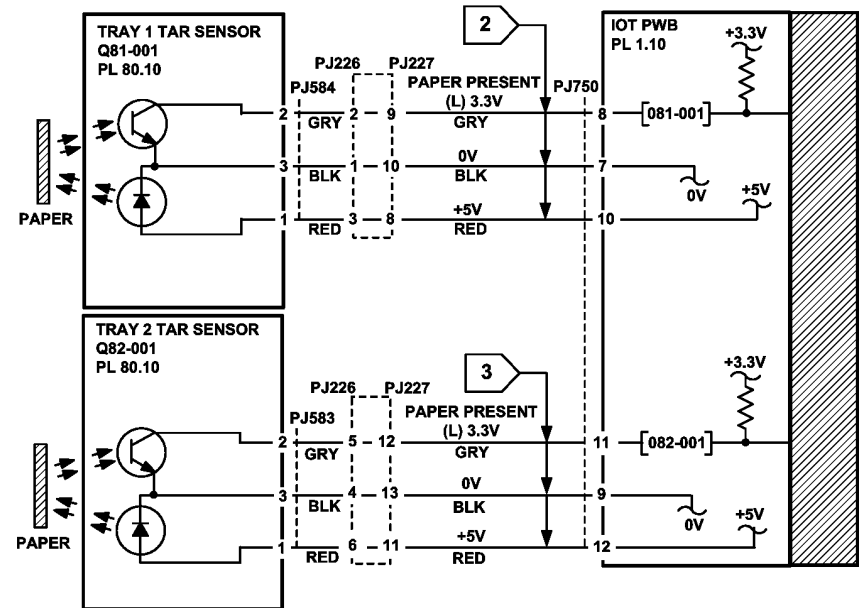 TRAY 1 TAR SENSOR
Q81-001
PL 80.10
2
IOT PWB
PL 1.10
+3.3V
PJ226 PJ227
PJ584
PAPER PRESENT
(L) 3.3V
PJ750
2 2 9 8 [081-001]
GRY GRY
3 1 10 0V 7
BLK BLK
0V
+5V
1 3 8 +5V 10
RED RED
PAPER
TRAY 2 TAR SENSOR
Q82-001
PL 80.10
3
+3.3V
PJ226 PJ227
PJ583
PAPER PRESENT
(L) 3.3V
2 5 12 11 [082-001]
GRY GRY
3 4 13 0V 9
BLK BLK
0V
+5V
1 6 11 +5V 12
RED RED
PAPER